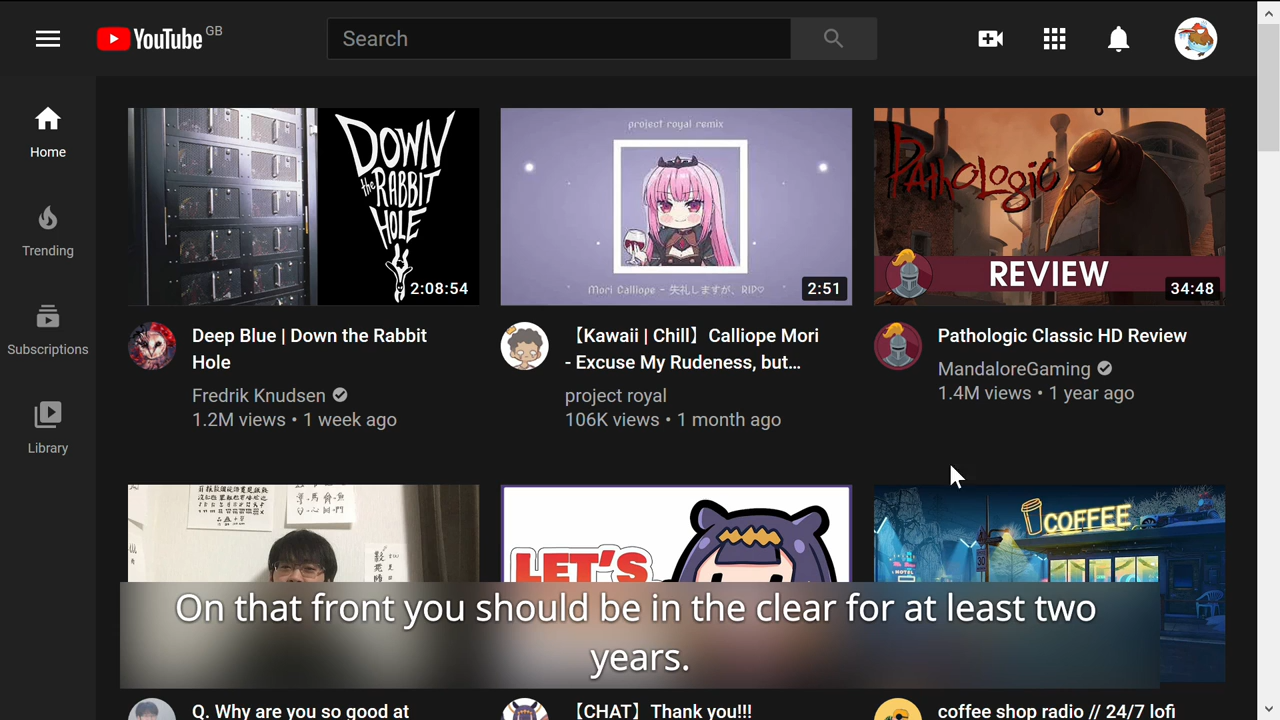 YouTube GB
Search
Home
Trending
Subscriptions
Library
DOWN
the RABBIT
HOLE
2:08:54
Deep Blue | Down the Rabbit
Hole
Fredrik Knudsen
1.2M views • 1 week ago
project royal remix
Mori Calliope - 失礼しますが、RIP♡
2:51
【Kawaii | Chill】Calliope Mori
- Excuse My Rudeness, but...
project royal
106K views • 1 month ago
Pathologic
REVIEW
34:48
Pathologic Classic HD Review
MandaloreGaming
1.4M views • 1 year ago
LET'S
COFFEE
HOTEL
On that front you should be in the clear for at least two
years.
Q. Why are you so good at
【CHAT】Thank you!!!
coffee shop radio // 24/7 lofi